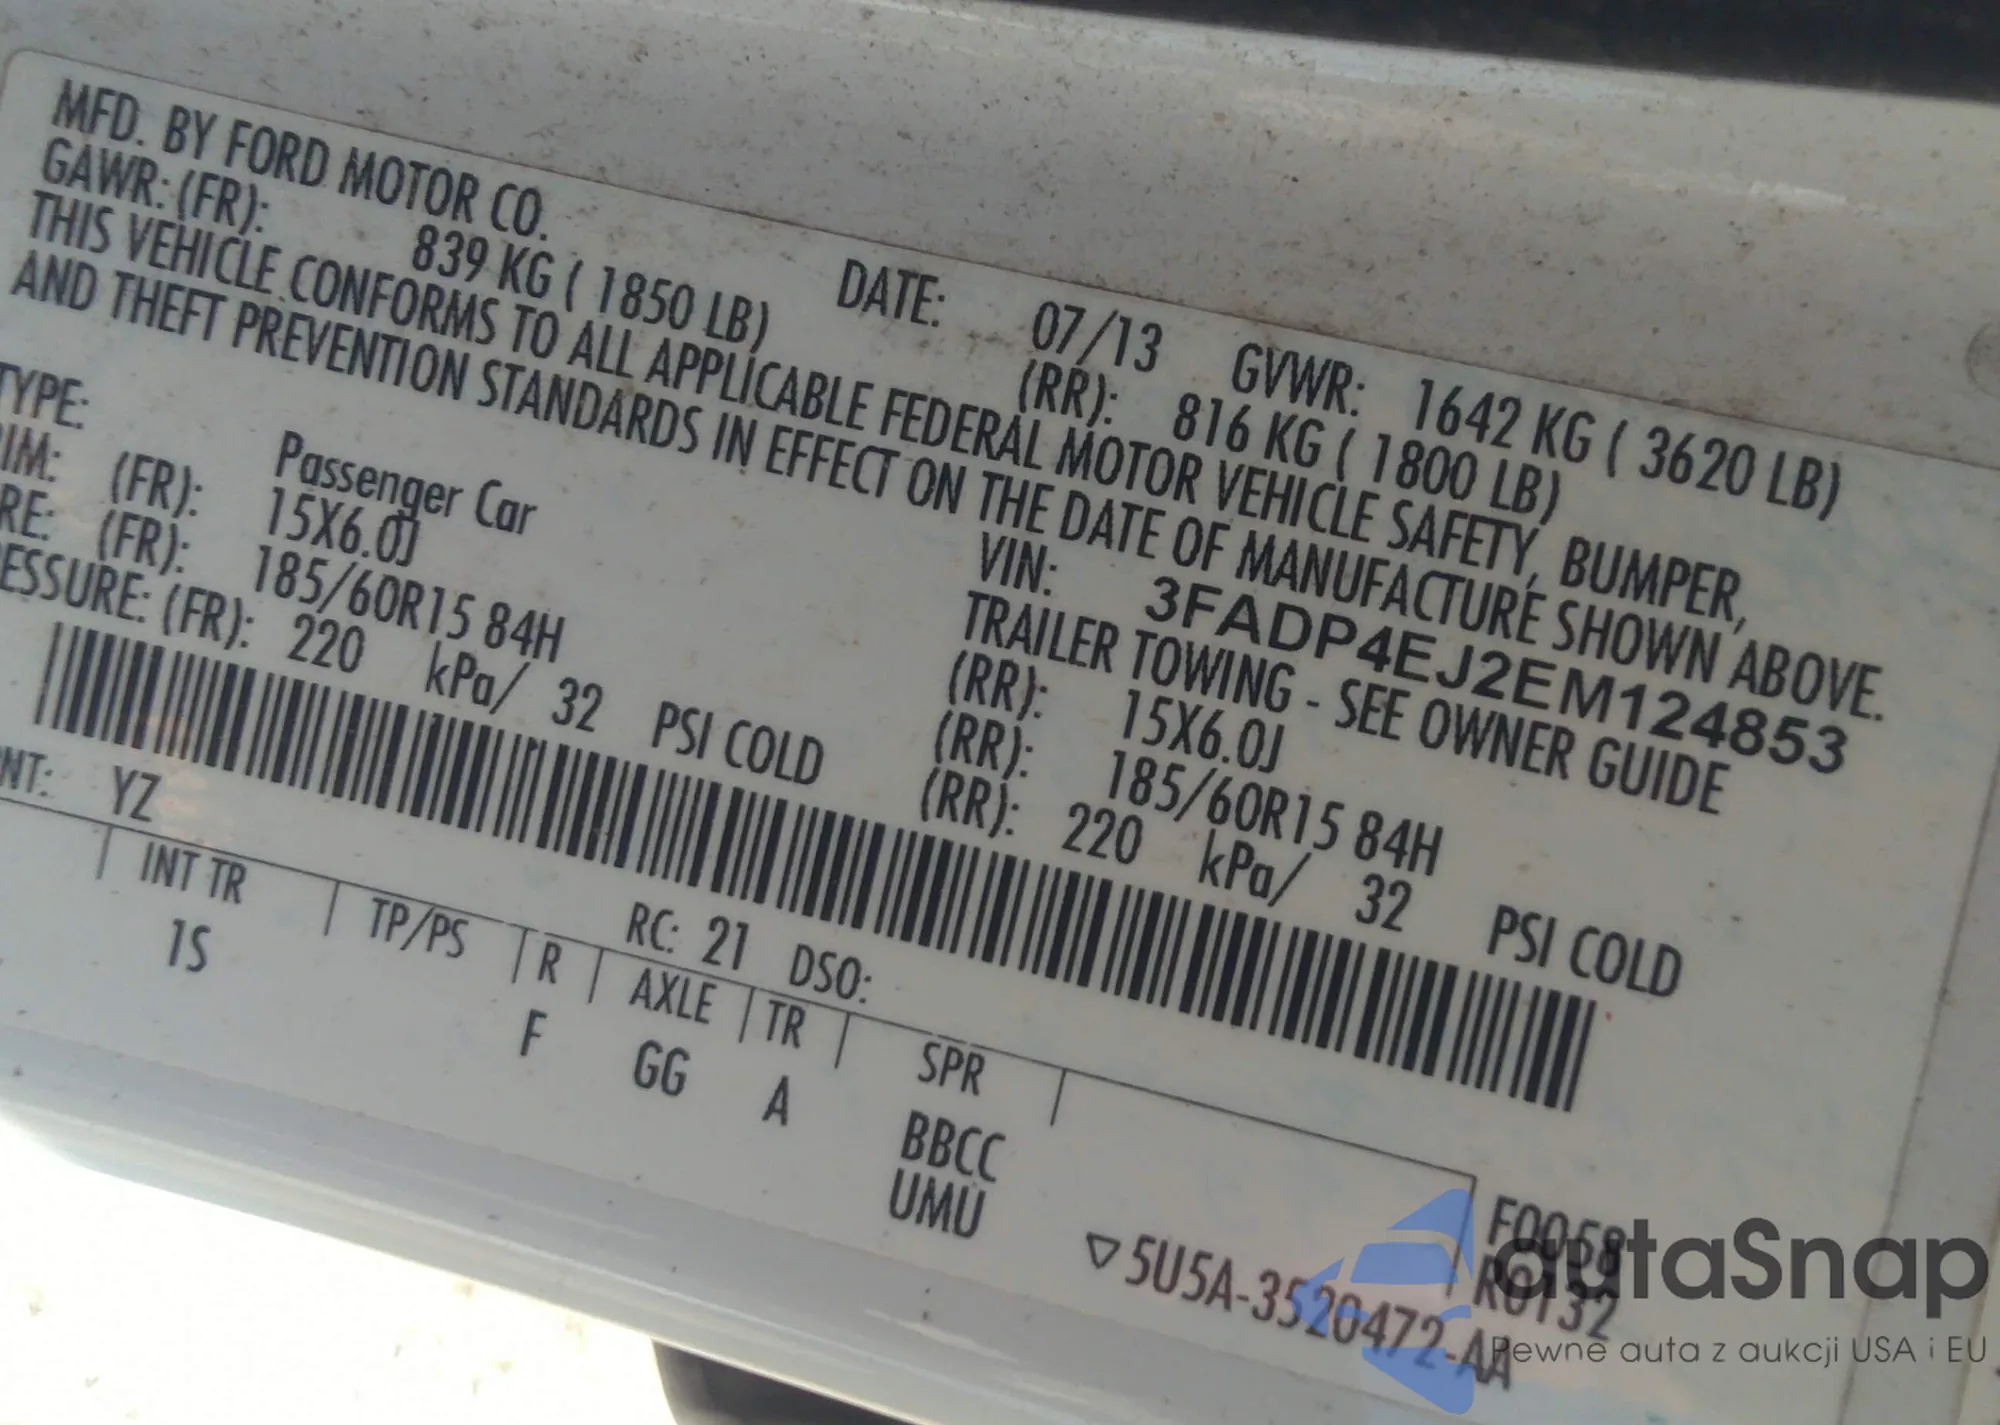 MFD. BY FORD MOTOR CO. DATE: 07/13 GVWR: 1642 KG ( 3620 LB)
GAWR: (FR): 839 KG ( 1850 LB) (RR): 816 KG ( 1800 LB)
THIS VEHICLE CONFORMS TO ALL APPLICABLE FEDERAL MOTOR VEHICLE SAFETY, BUMPER,
AND THEFT PREVENTION STANDARDS IN EFFECT ON THE DATE OF MANUFACTURE SHOWN ABOVE.
VIN: 3FADP4EJ2EM124853
TYPE: Passenger Car TRAILER TOWING - SEE OWNER GUIDE
IM: (FR): 15X6.0J (RR): 15X6.0J
RE: (FR): 185/60R15 84H (RR): 185/60R15 84H
ESSURE: (FR): 220 kPa/ 32 PSI COLD (RR): 220 kPa/ 32 PSI COLD
NT: YZ RC: 21 DSO:
INT TR TP/PS R AXLE TR SPR
1S F GG A BBCC
UMU
F0058
R0132
▽5U5A-3520472-AA
autaSnap
Pewne auta z aukcji USA i EU